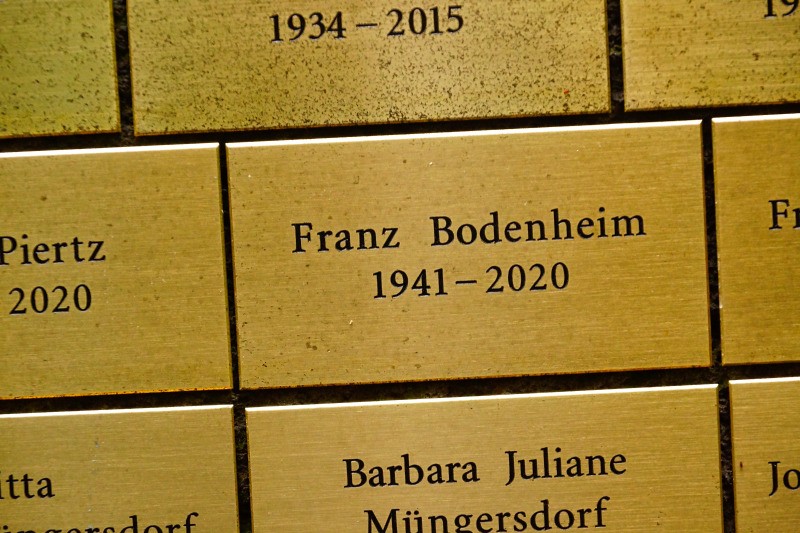 1934 – 2015
Piertz
2020
Franz Bodenheim
1941 – 2020
Barbara Juliane
Müngersdorf